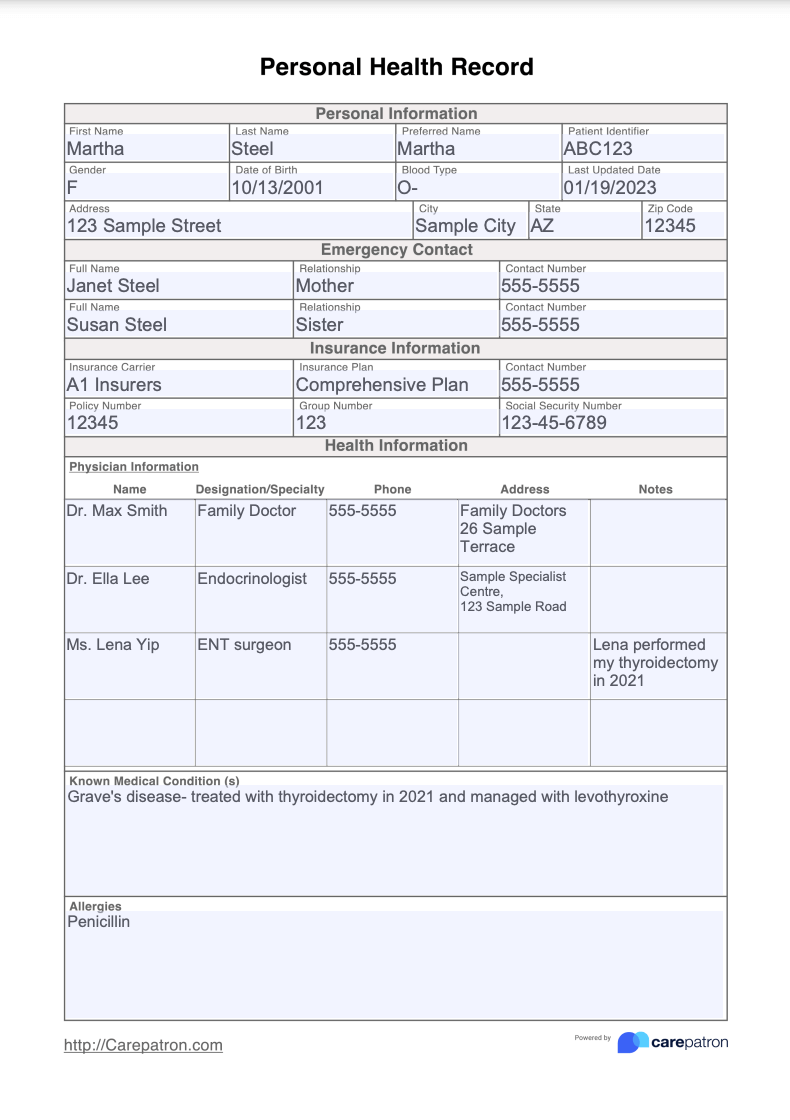 Personal Health Record
Personal Information
First Name Last Name Preferred Name Patient Identifier
Martha Steel Martha ABC123
Gender Date of Birth Blood Type Last Updated Date
F 10/13/2001 O- 01/19/2023
Address City State Zip Code
123 Sample Street Sample City AZ 12345
Emergency Contact
Full Name Relationship Contact Number
Janet Steel Mother 555-5555
Full Name Relationship Contact Number
Susan Steel Sister 555-5555
Insurance Information
Insurance Carrier Insurance Plan Contact Number
A1 Insurers Comprehensive Plan 555-5555
Policy Number Group Number Social Security Number
12345 123 123-45-6789
Health Information
Physician Information
Name Designation/Specialty Phone Address Notes
Dr. Max Smith Family Doctor 555-5555 Family Doctors
26 Sample
Terrace
Dr. Ella Lee Endocrinologist 555-5555 Sample Specialist
Centre,
123 Sample Road
Ms. Lena Yip ENT surgeon 555-5555 Lena performed
my thyroidectomy
in 2021
Known Medical Condition (s)
Grave's disease- treated with thyroidectomy in 2021 and managed with levothyroxine
Allergies
Penicillin
http://Carepatron.com Powered by carepatron